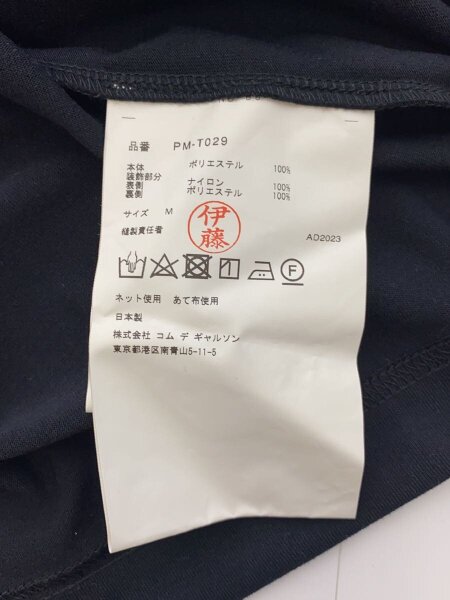 品番 PM-T029
本体 ポリエステル 100%
装飾部分
表側 ナイロン 100%
裏側 ポリエステル 100%
サイズ M
縫製責任者 伊藤
AD2023
F
ネット使用 あて布使用
日本製
株式会社 コム デ ギャルソン
東京都港区南青山5-11-5